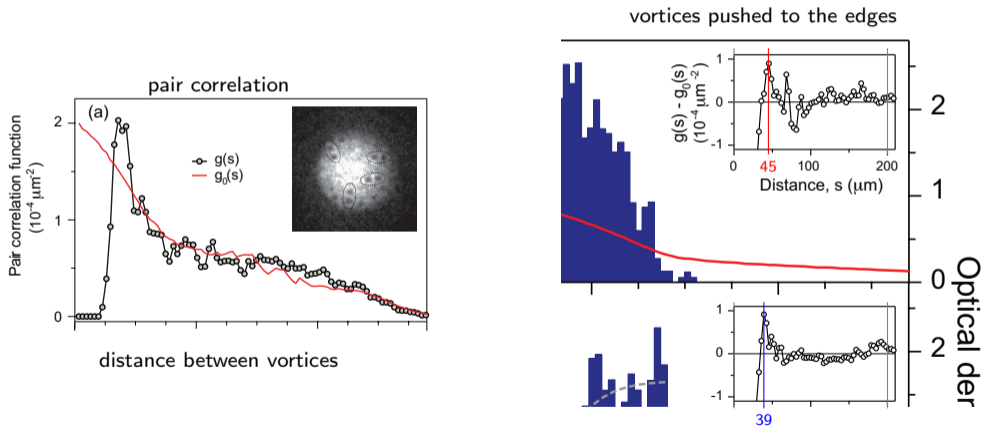 vortices pushed to the edges
pair correlation
(a)
Pair correlation function
(10⁻⁴ μm⁻²)
2
1
0
g(s)
g₀(s)
distance between vortices
g(s) - g₀(s)
(10⁻⁴ μm⁻²)
1
0
-1
0 45 100 200
Distance, s (μm)
2
1
0
1
0
-1
39
2
Optical der